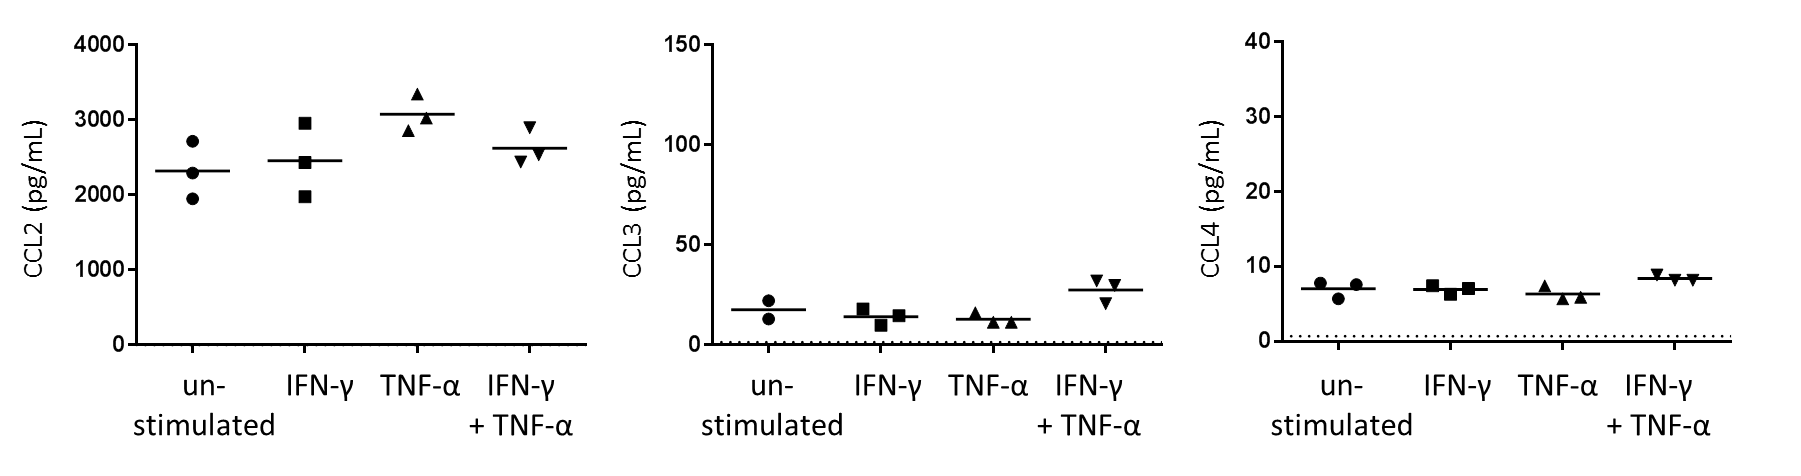 CCL2 (pg/mL)
4000
3000
2000
1000
0
un-
stimulated
IFN-γ
TNF-α
IFN-γ
+ TNF-α
CCL3 (pg/mL)
150
100
50
0
un-
stimulated
IFN-γ
TNF-α
IFN-γ
+ TNF-α
CCL4 (pg/mL)
40
30
20
10
0
un-
stimulated
IFN-γ
TNF-α
IFN-γ
+ TNF-α